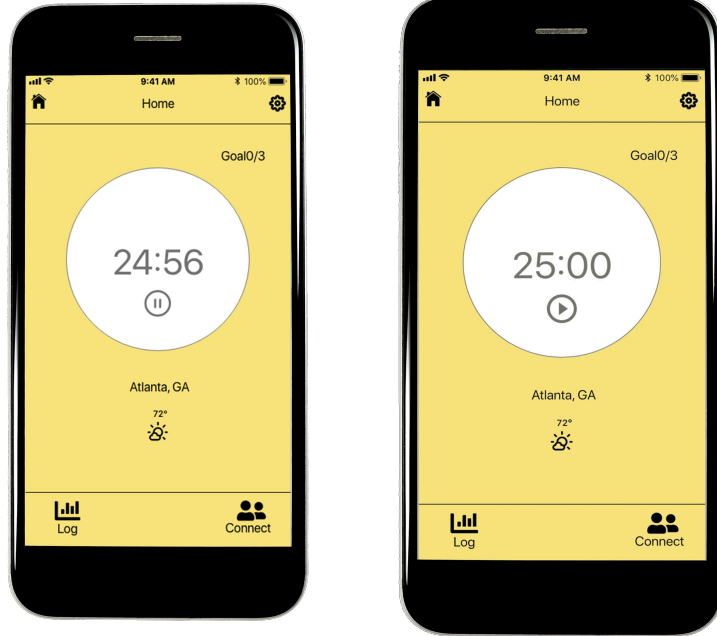 9:41 AM
100%
Home
Goal0/3
24:56
Atlanta, GA
72°
Log
Connect
9:41 AM
100%
Home
Goal0/3
25:00
Atlanta, GA
72°
Log
Connect